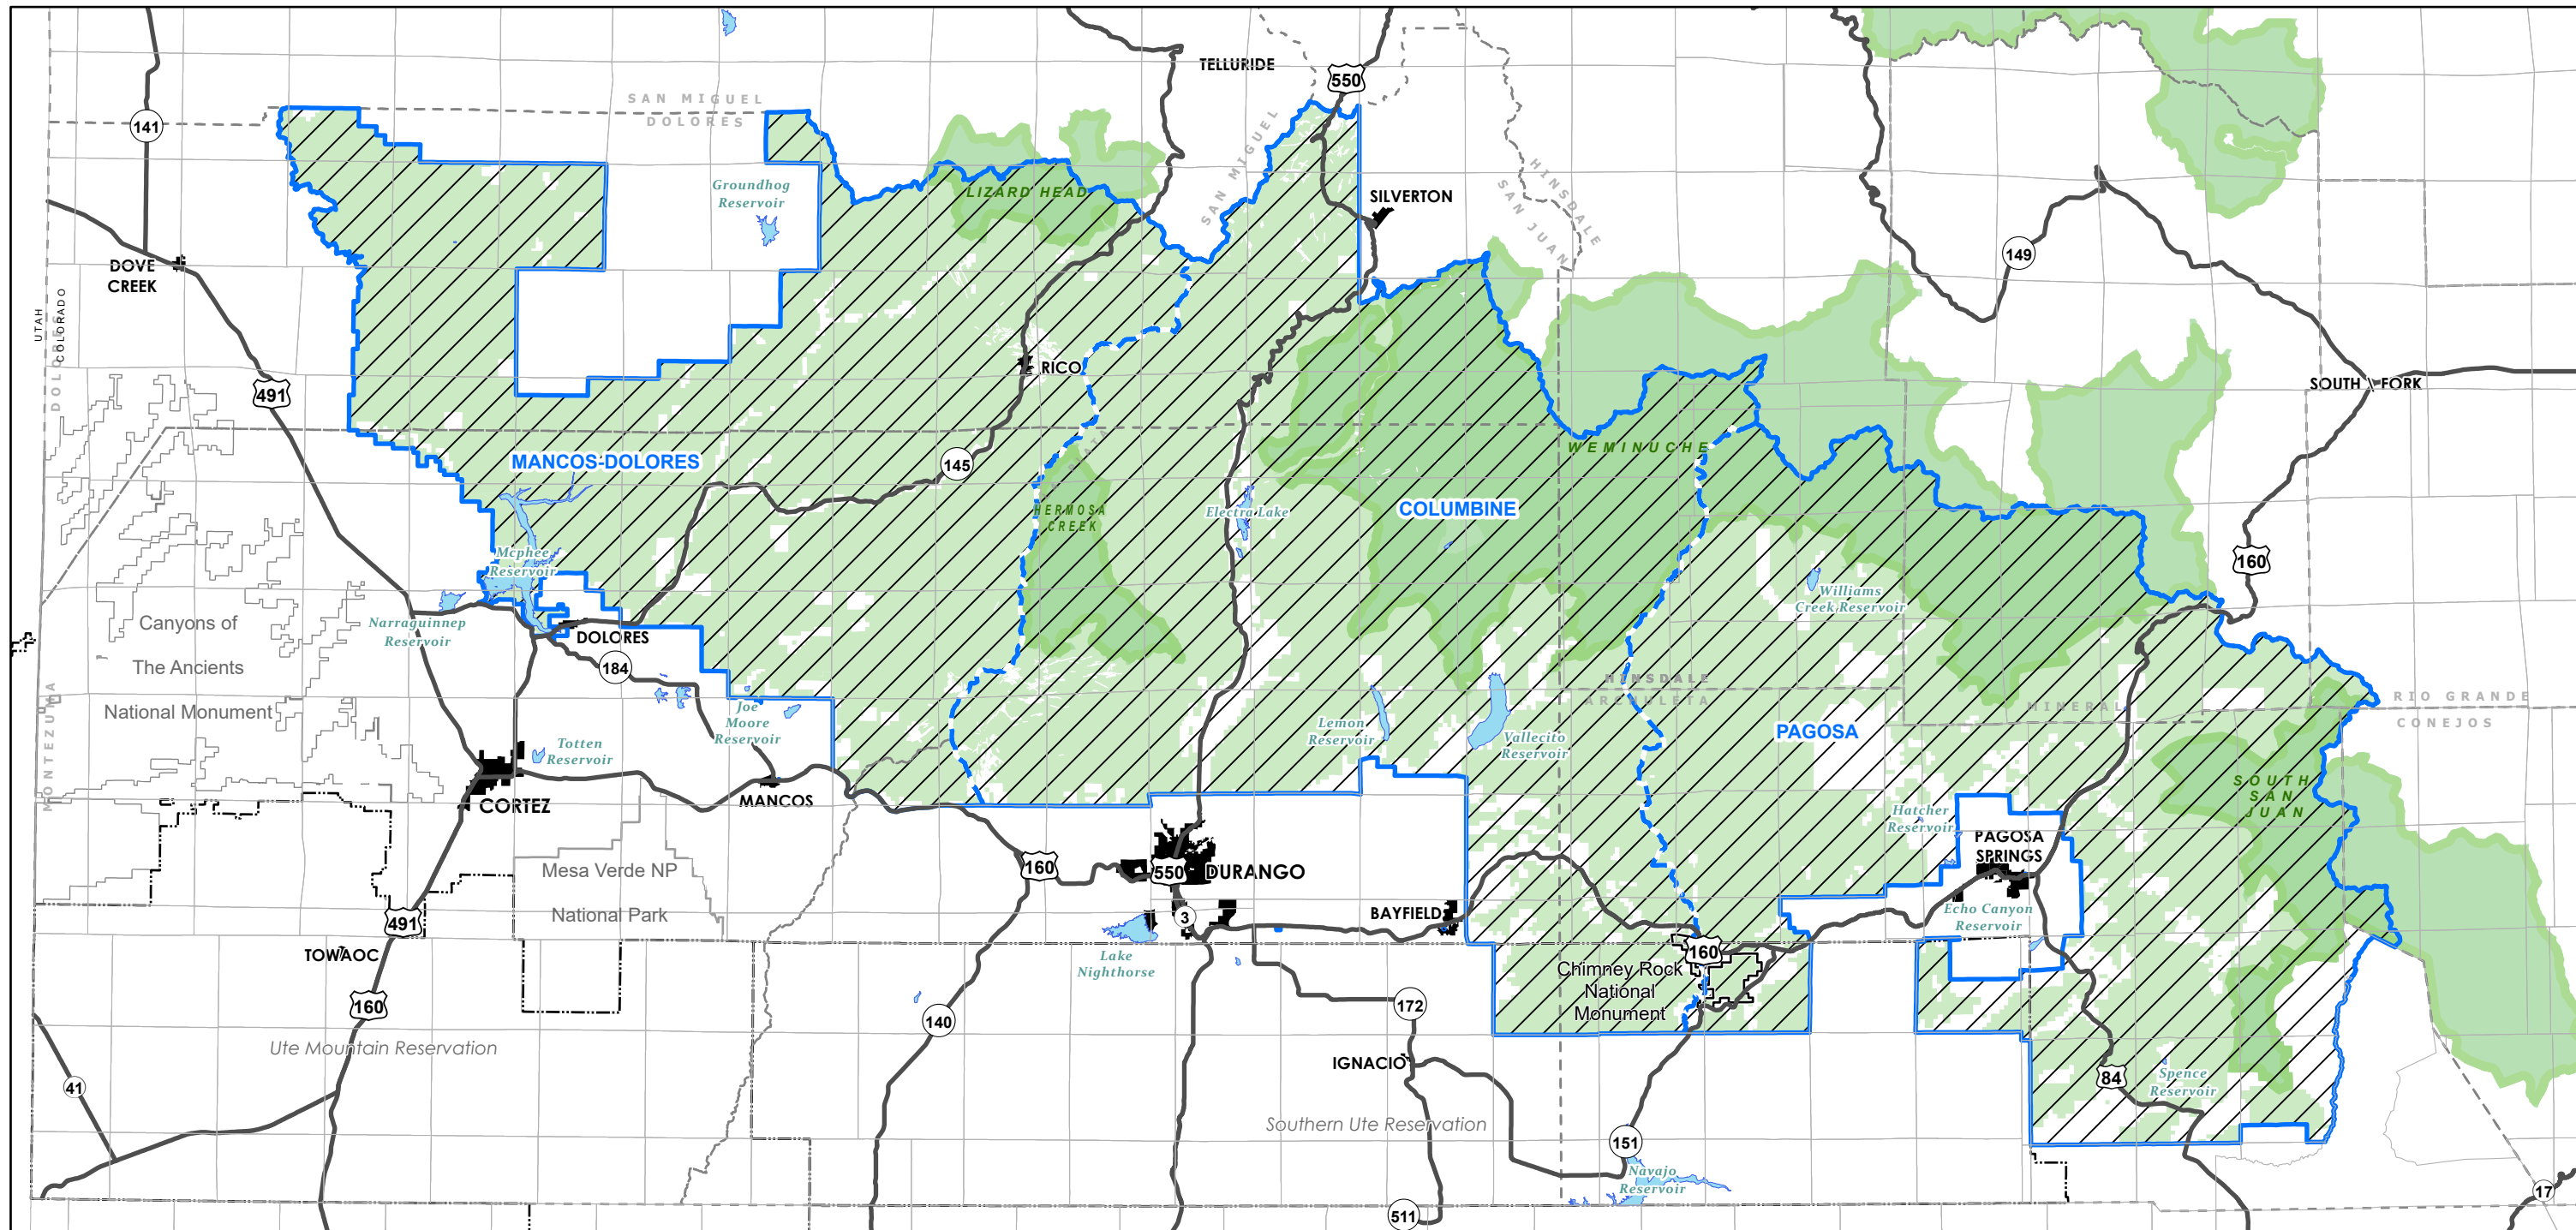 TELLURIDE
550
SAN MIGUEL
DOLORES
141
SAN MIGUEL
HINSDALE
SAN JUAN
Groundhog
Reservoir
LIZARD HEAD
SILVERTON
149
DOVE
CREEK
UTAH
COLORADO
DOLORES
491
RICO
SOUTH FORK
MANCOS-DOLORES
145
WEMINUCHE
HERMOSA
CREEK
Electra Lake
COLUMBINE
Mcphee
Reservoir
160
Williams
Creek Reservoir
Canyons of
The Ancients
National Monument
Narraguinnep
Reservoir
DOLORES
184
HINSDALE
ARCHULETA
MINERAL
RIO GRANDE
CONEJOS
MONTEZUMA
Joe
Moore
Reservoir
Lemon
Reservoir
Vallecito
Reservoir
PAGOSA
Totten
Reservoir
SOUTH
SAN
JUAN
CORTEZ
MANCOS
Hatcher
Reservoir
PAGOSA
SPRINGS
Mesa Verde NP
National Park
160
550
DURANGO
491
3
BAYFIELD
Echo Canyon
Reservoir
TOWAOC
Lake
Nighthorse
160
Chimney Rock
National
Monument
160
172
140
Ute Mountain Reservation
41
IGNACIO
84
Spence
Reservoir
Southern Ute Reservation
151
Navajo
Reservoir
17
511